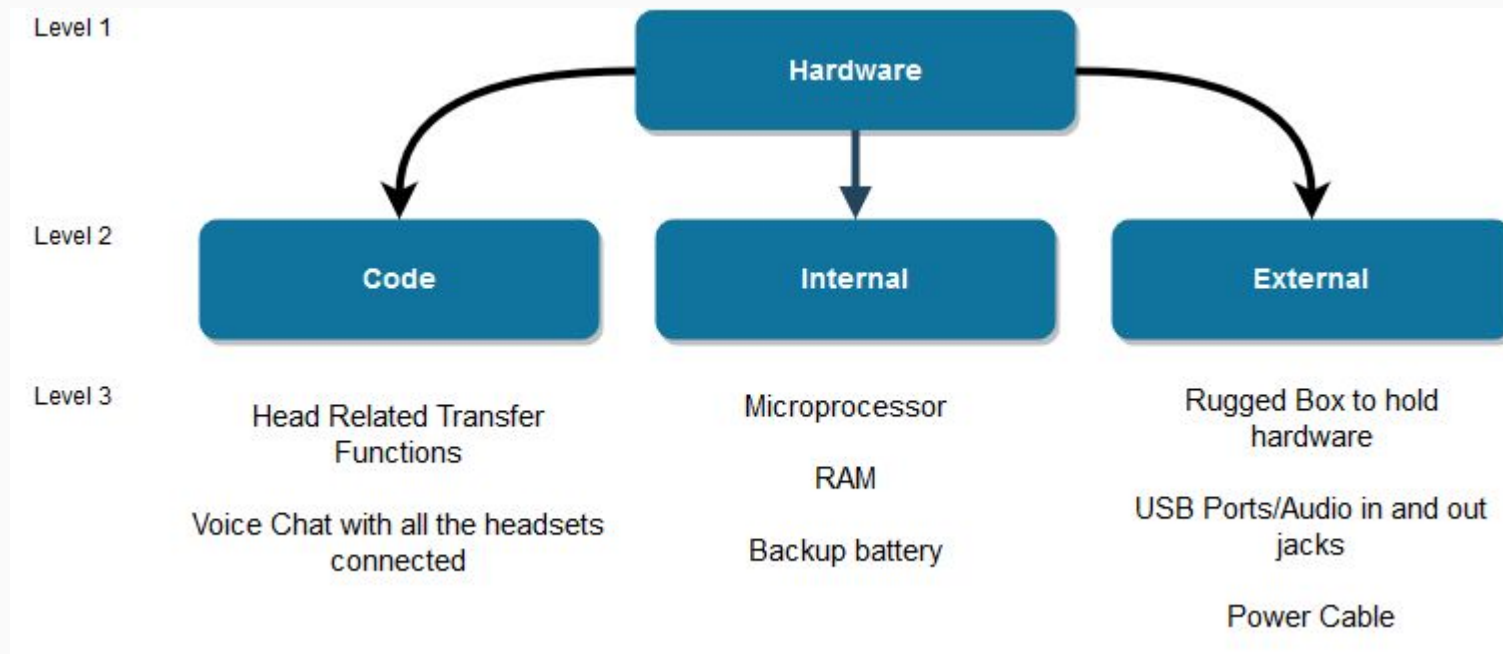 Level 1
Hardware
Level 2
Code
Internal
External
Level 3
Head Related Transfer
Functions
Voice Chat with all the headsets
connected
Microprocessor
RAM
Backup battery
Rugged Box to hold
hardware
USB Ports/Audio in and out
jacks
Power Cable